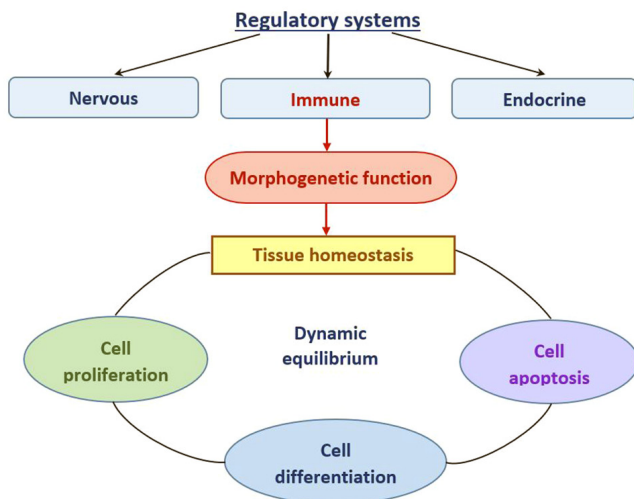 Regulatory systems
Nervous
Immune
Endocrine
Morphogenetic function
Tissue homeostasis
Cell
proliferation
Dynamic
equilibrium
Cell
apoptosis
Cell
differentiation